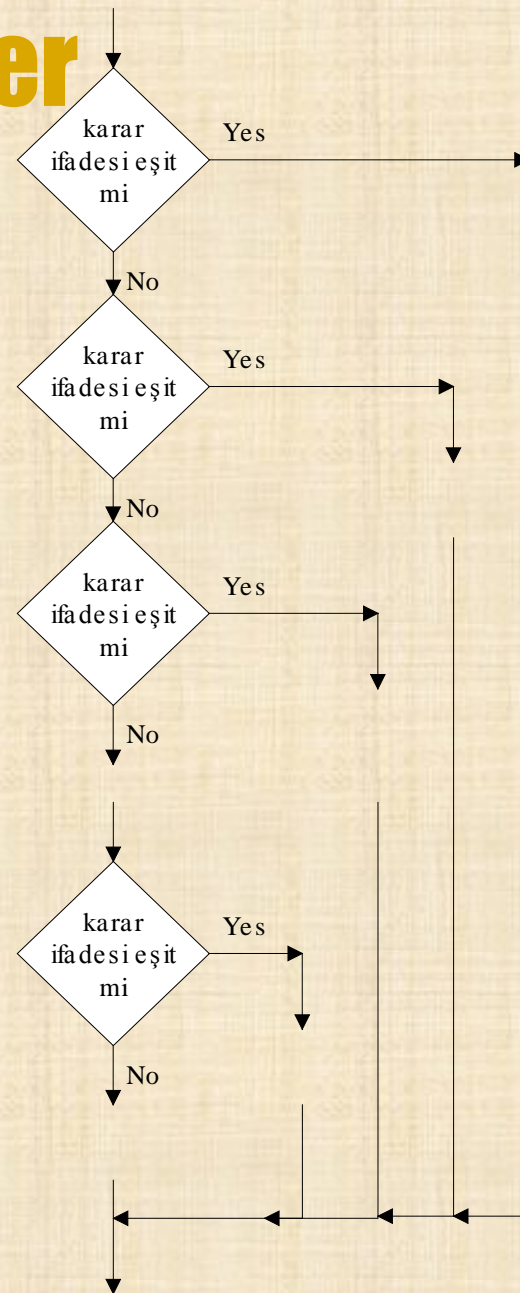 er
karar
ifadesi eşit
mi
Yes
No
karar
ifadesi eşit
mi
Yes
No
karar
ifadesi eşit
mi
Yes
No
karar
ifadesi eşit
mi
Yes
No